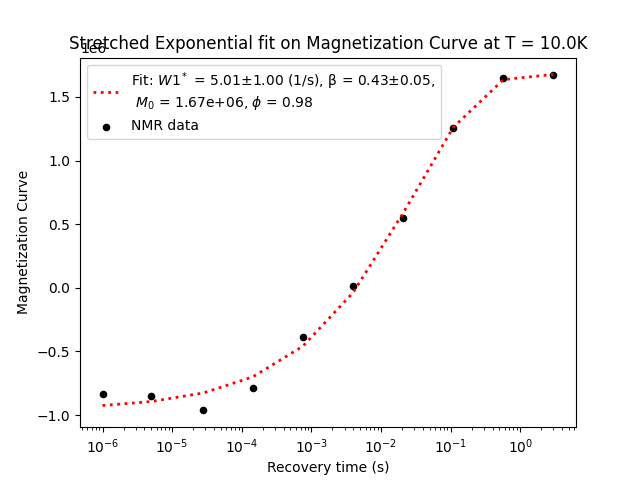 Stretched Exponential fit on Magnetization Curve at T = 10.0K
1e6
Fit: W1* = 5.01±1.00 (1/s), β = 0.43±0.05,
M₀ = 1.67e+06, ϕ = 0.98
NMR data
1.5
1.0
0.5
0.0
−0.5
−1.0
Magnetization Curve
10⁻⁶ 10⁻⁵ 10⁻⁴ 10⁻³ 10⁻² 10⁻¹ 10⁰
Recovery time (s)